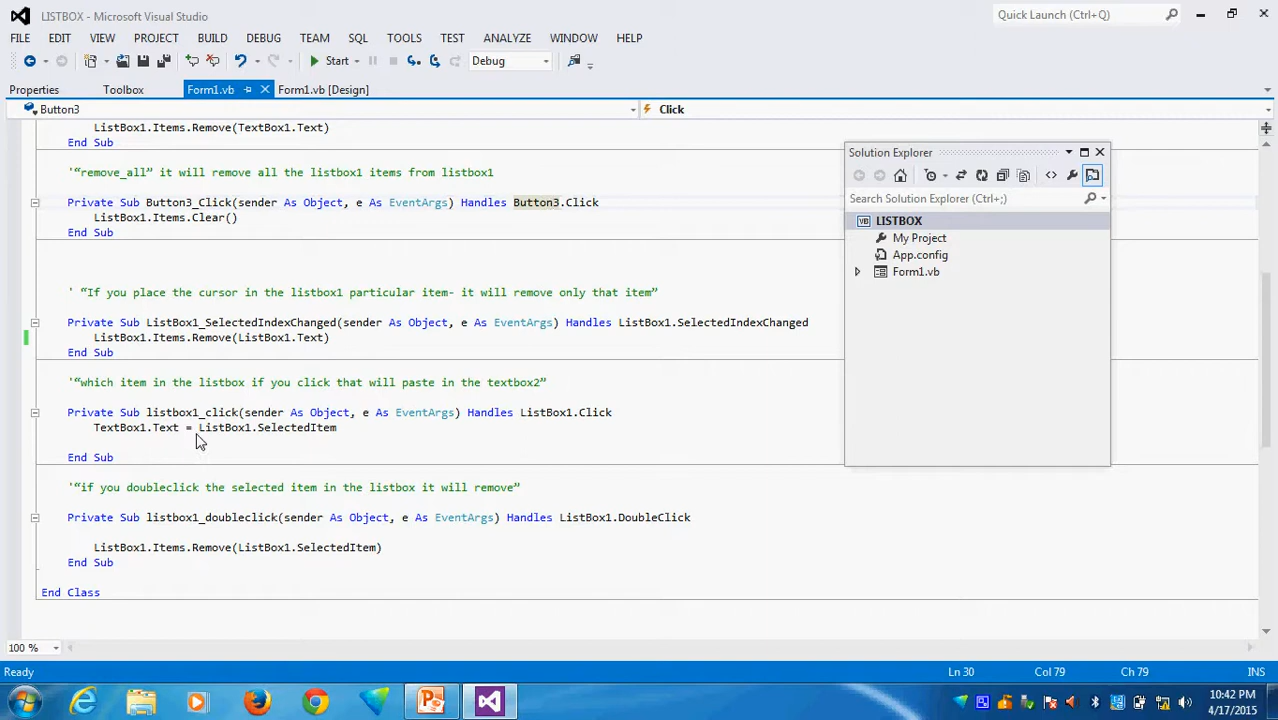 LISTBOX - Microsoft Visual Studio
Quick Launch (Ctrl+Q)
FILE EDIT VIEW PROJECT BUILD DEBUG TEAM SQL TOOLS TEST ANALYZE WINDOW HELP
Start Debug
Properties Toolbox Form1.vb Form1.vb [Design]
Button3 Click
ListBox1.Items.Remove(TextBox1.Text)
End Sub
'“remove_all” it will remove all the listbox1 items from listbox1
Private Sub Button3_Click(sender As Object, e As EventArgs) Handles Button3.Click
ListBox1.Items.Clear()
End Sub
' “If you place the cursor in the listbox1 particular item- it will remove only that item”
Private Sub ListBox1_SelectedIndexChanged(sender As Object, e As EventArgs) Handles ListBox1.SelectedIndexChanged
ListBox1.Items.Remove(ListBox1.Text)
End Sub
'“which item in the listbox if you click that will paste in the textbox2”
Private Sub listbox1_click(sender As Object, e As EventArgs) Handles ListBox1.Click
TextBox1.Text = ListBox1.SelectedItem
End Sub
'“if you doubleclick the selected item in the listbox it will remove”
Private Sub listbox1_doubleclick(sender As Object, e As EventArgs) Handles ListBox1.DoubleClick
ListBox1.Items.Remove(ListBox1.SelectedItem)
End Sub
End Class
Solution Explorer
Search Solution Explorer (Ctrl+;)
VB LISTBOX
My Project
App.config
Form1.vb
100 %
Ready Ln 30 Col 79 Ch 79 INS
10:42 PM
4/17/2015